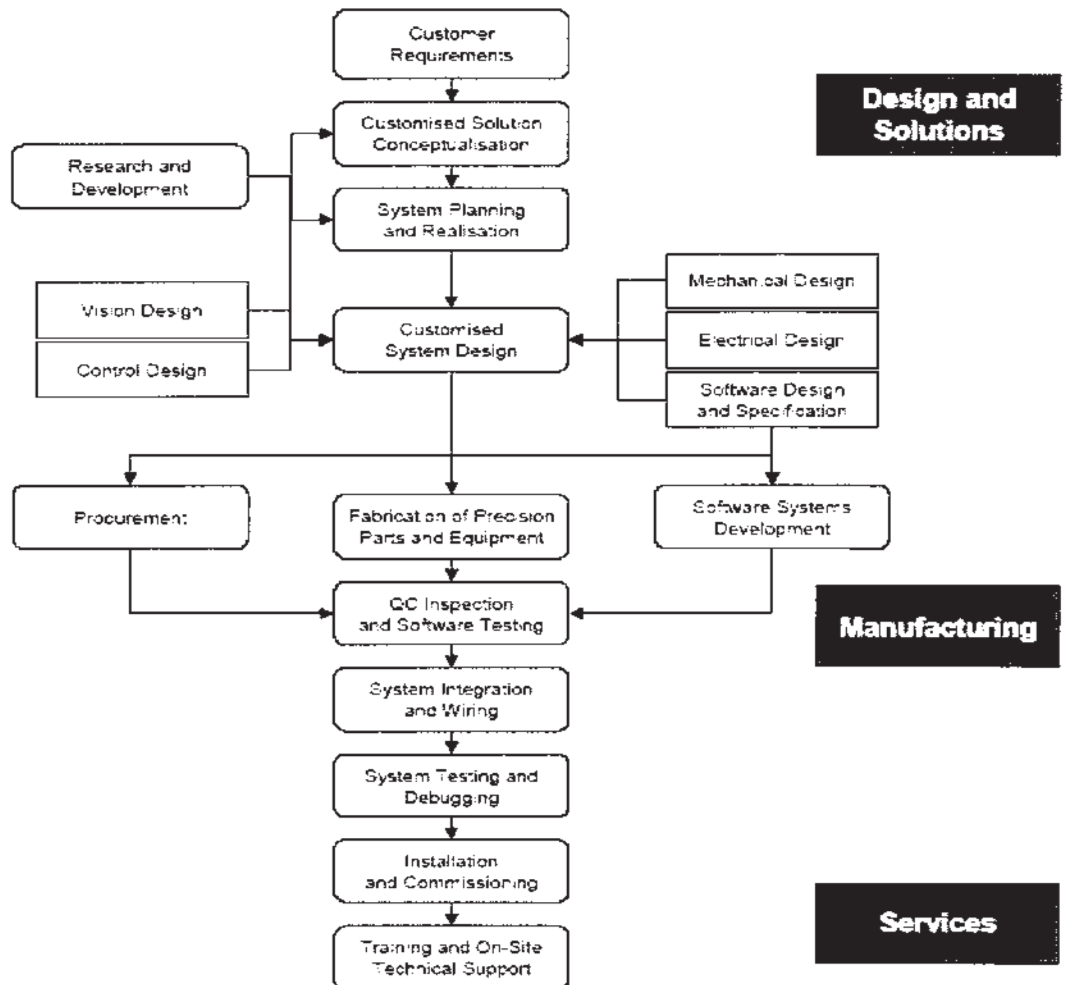 Customer
Requirements
Design and
Solutions
Customised Solution
Conceptualisation
Research and
Development
System Planning
and Realisation
Mechanical Design
Vision Design
Customised
System Design
Electrical Design
Control Design
Software Design
and Specification
Procurement
Fabrication of Precision
Parts and Equipment
Software Systems
Development
QC Inspection
and Software Testing
Manufacturing
System Integration
and Wiring
System Testing and
Debugging
Installation
and Commissioning
Services
Training and On-Site
Technical Support